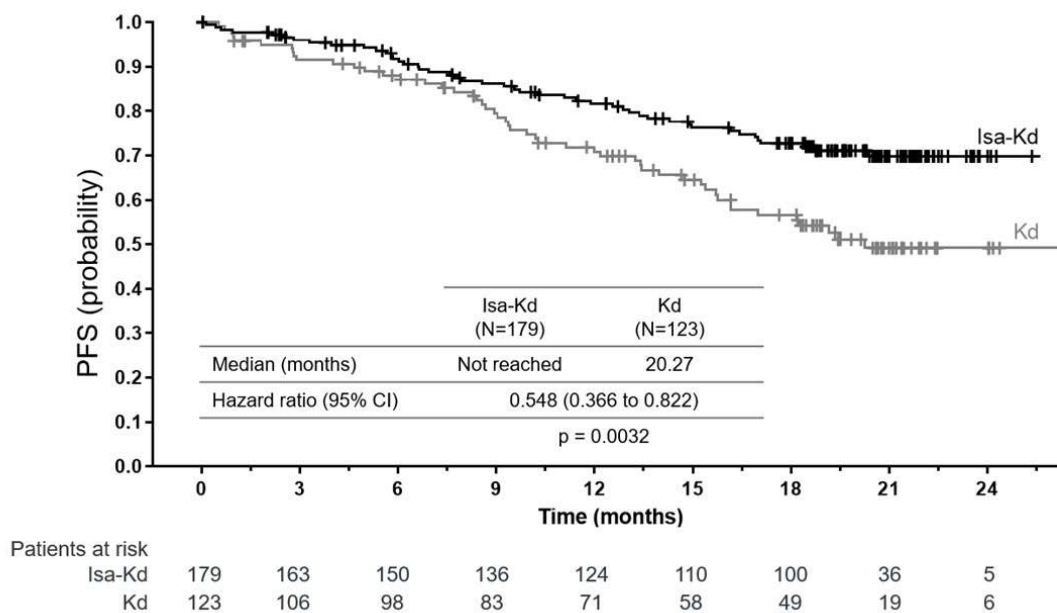 1.0
0.9
0.8
0.7
0.6
0.5
0.4
0.3
0.2
0.1
0.0
PFS (probability)
Isa-Kd
Kd
Isa-Kd Kd
(N=179) (N=123)
Median (months) Not reached 20.27
Hazard ratio (95% CI) 0.548 (0.366 to 0.822)
p = 0.0032
0 3 6 9 12 15 18 21 24
Time (months)
Patients at risk
Isa-Kd 179 163 150 136 124 110 100 36 5
Kd 123 106 98 83 71 58 49 19 6